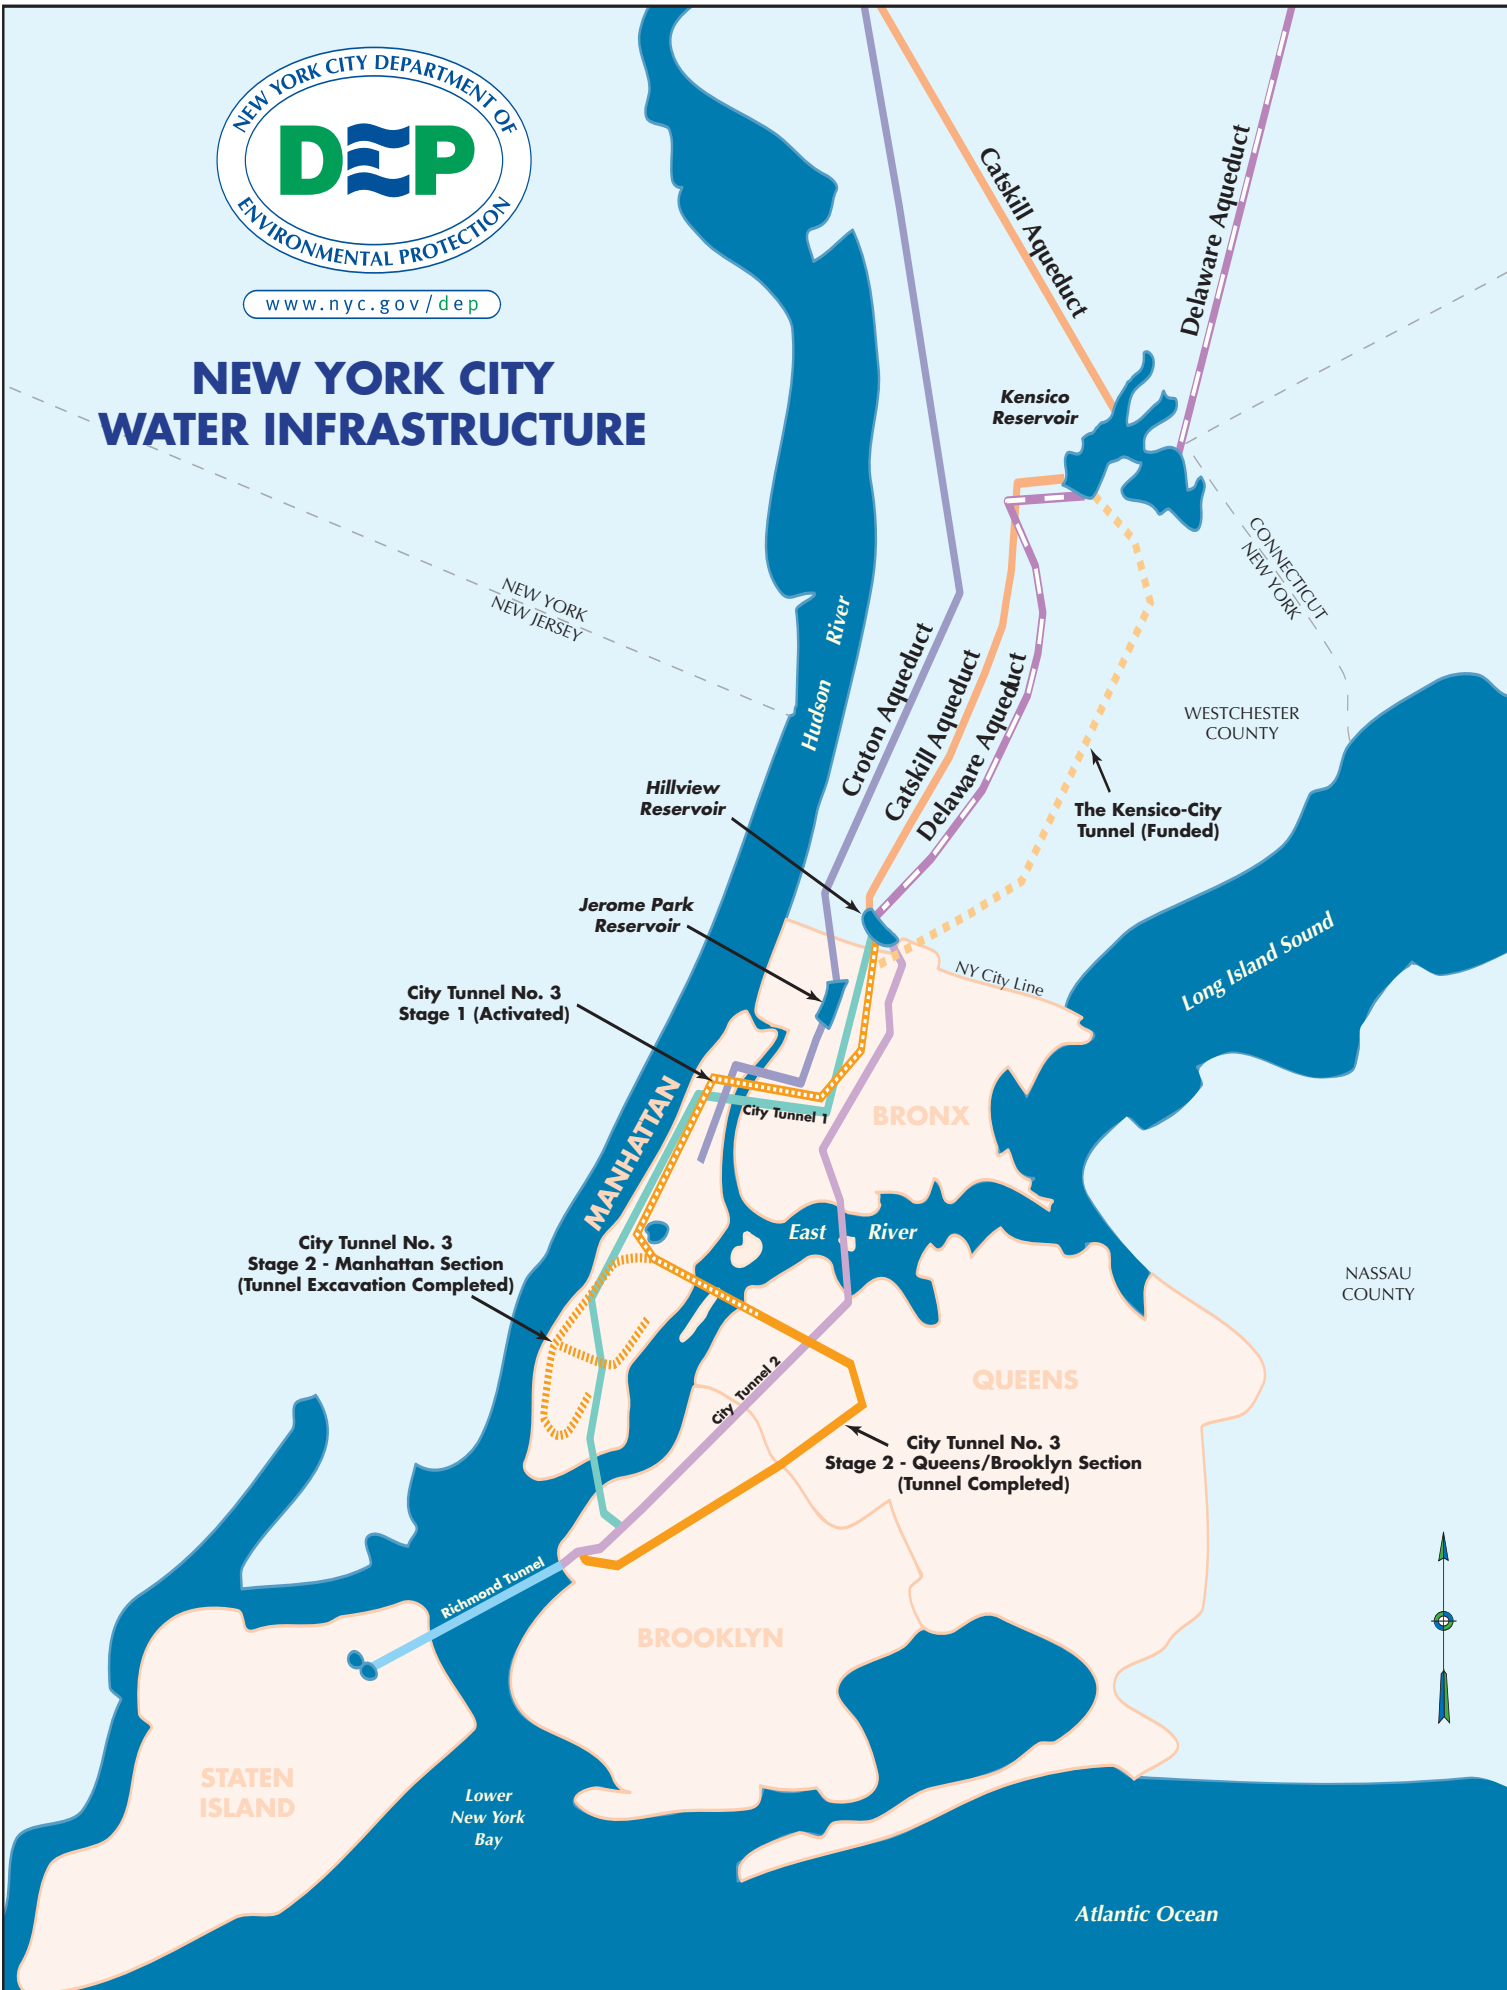 NEW YORK CITY DEPARTMENT OF
DEP
ENVIRONMENTAL PROTECTION
www.nyc.gov/dep
NEW YORK CITY
WATER INFRASTRUCTURE
Catskill Aqueduct
Delaware Aqueduct
Kensico
Reservoir
CONNECTICUT
NEW YORK
NEW YORK
NEW JERSEY
Hudson River
Croton Aqueduct
Catskill Aqueduct
Delaware Aqueduct
WESTCHESTER
COUNTY
The Kensico-City
Tunnel (Funded)
Hillview
Reservoir
Jerome Park
Reservoir
NY City Line
Long Island Sound
City Tunnel No. 3
Stage 1 (Activated)
MANHATTAN
City Tunnel 1
BRONX
East River
City Tunnel No. 3
Stage 2 - Manhattan Section
(Tunnel Excavation Completed)
NASSAU
COUNTY
City Tunnel 2
QUEENS
City Tunnel No. 3
Stage 2 - Queens/Brooklyn Section
(Tunnel Completed)
Richmond Tunnel
BROOKLYN
STATEN
ISLAND
Lower
New York
Bay
Atlantic Ocean